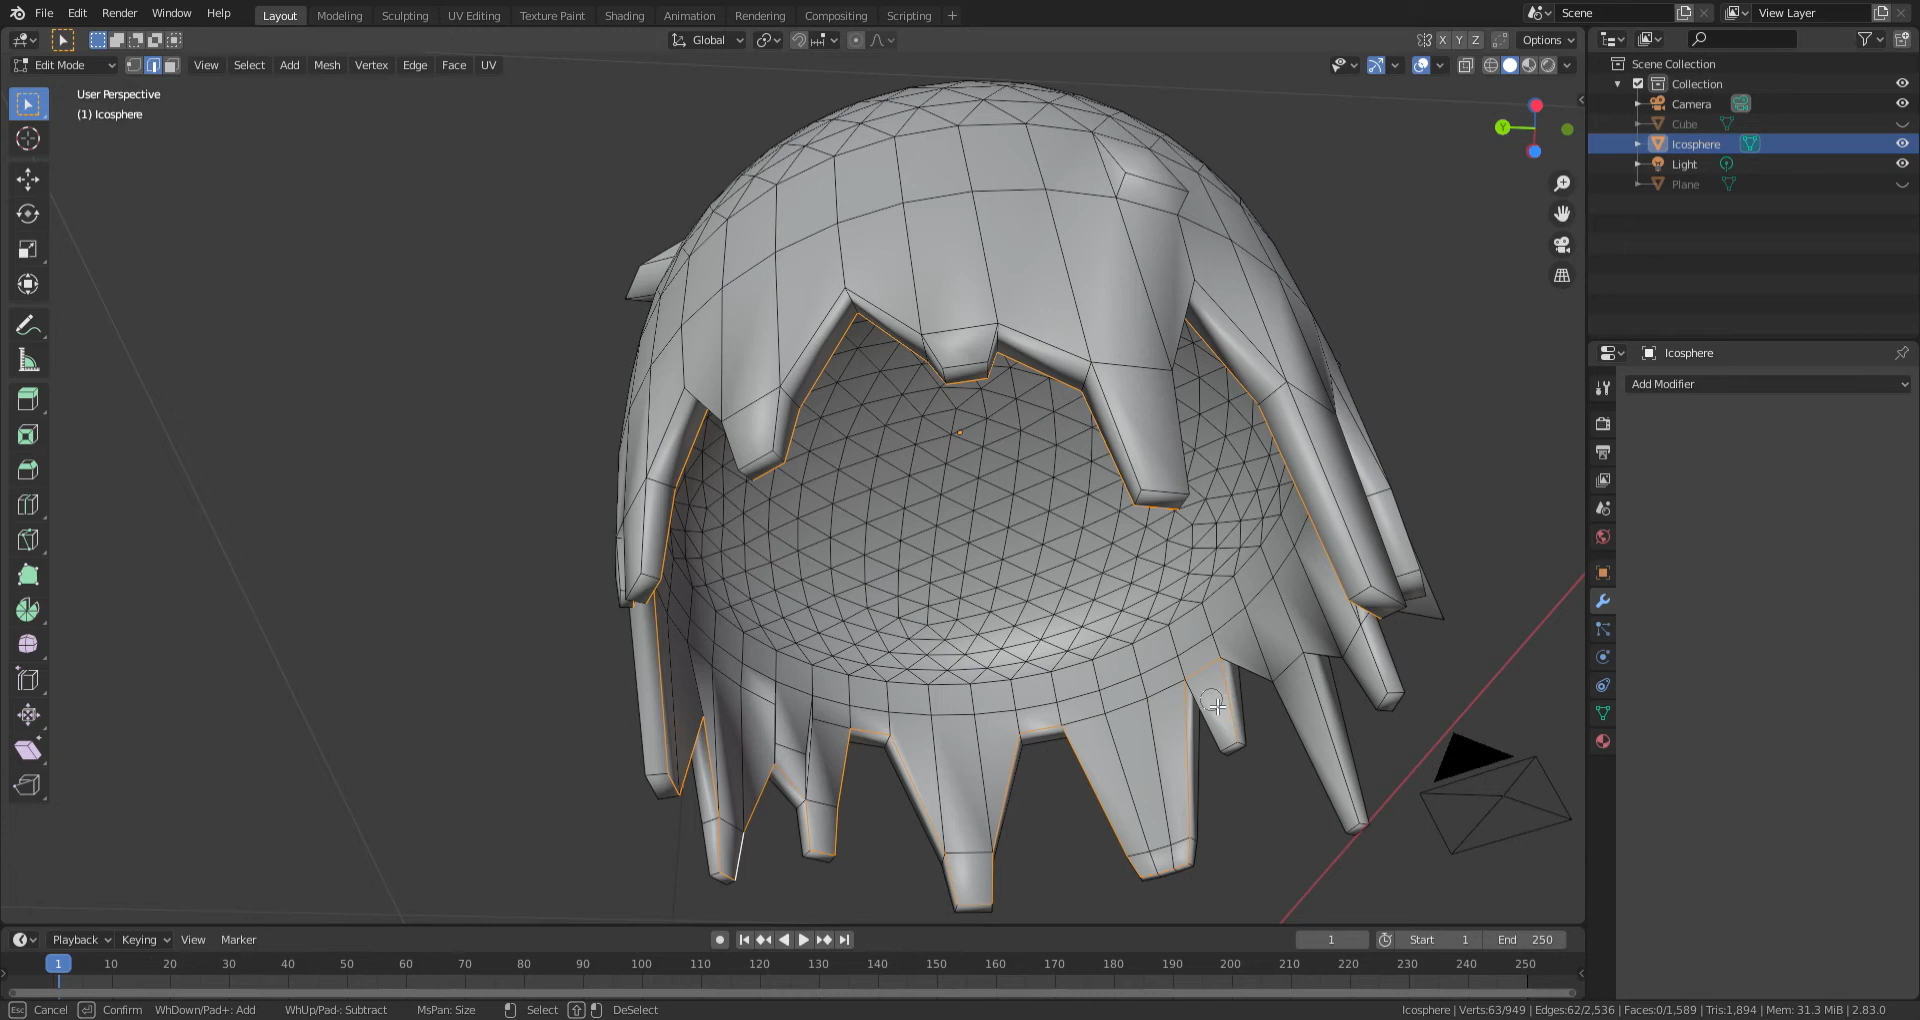 File Edit Render Window Help Layout Modeling Sculpting UV Editing Texture Paint Shading Animation Rendering Compositing Scripting + Scene View Layer
Global X Y Z Options
Edit Mode View Select Add Mesh Vertex Edge Face UV
User Perspective
(1) Icosphere
Y
Scene Collection
Collection
Camera
Cube
Icosphere
Light
Plane
Icosphere
Add Modifier
Playback Keying View Marker 1 Start 1 End 250
1 10 20 30 40 50 60 70 80 90 100 110 120 130 140 150 160 170 180 190 200 210 220 230 240 250
Esc Cancel Confirm WhDown/Pad+: Add WhUp/Pad-: Subtract MsPan: Size Select DeSelect Icosphere | Verts:63/949 | Edges:62/2,536 | Faces:0/1,589 | Tris:1,894 | Mem: 31.3 MiB | 2.83.0